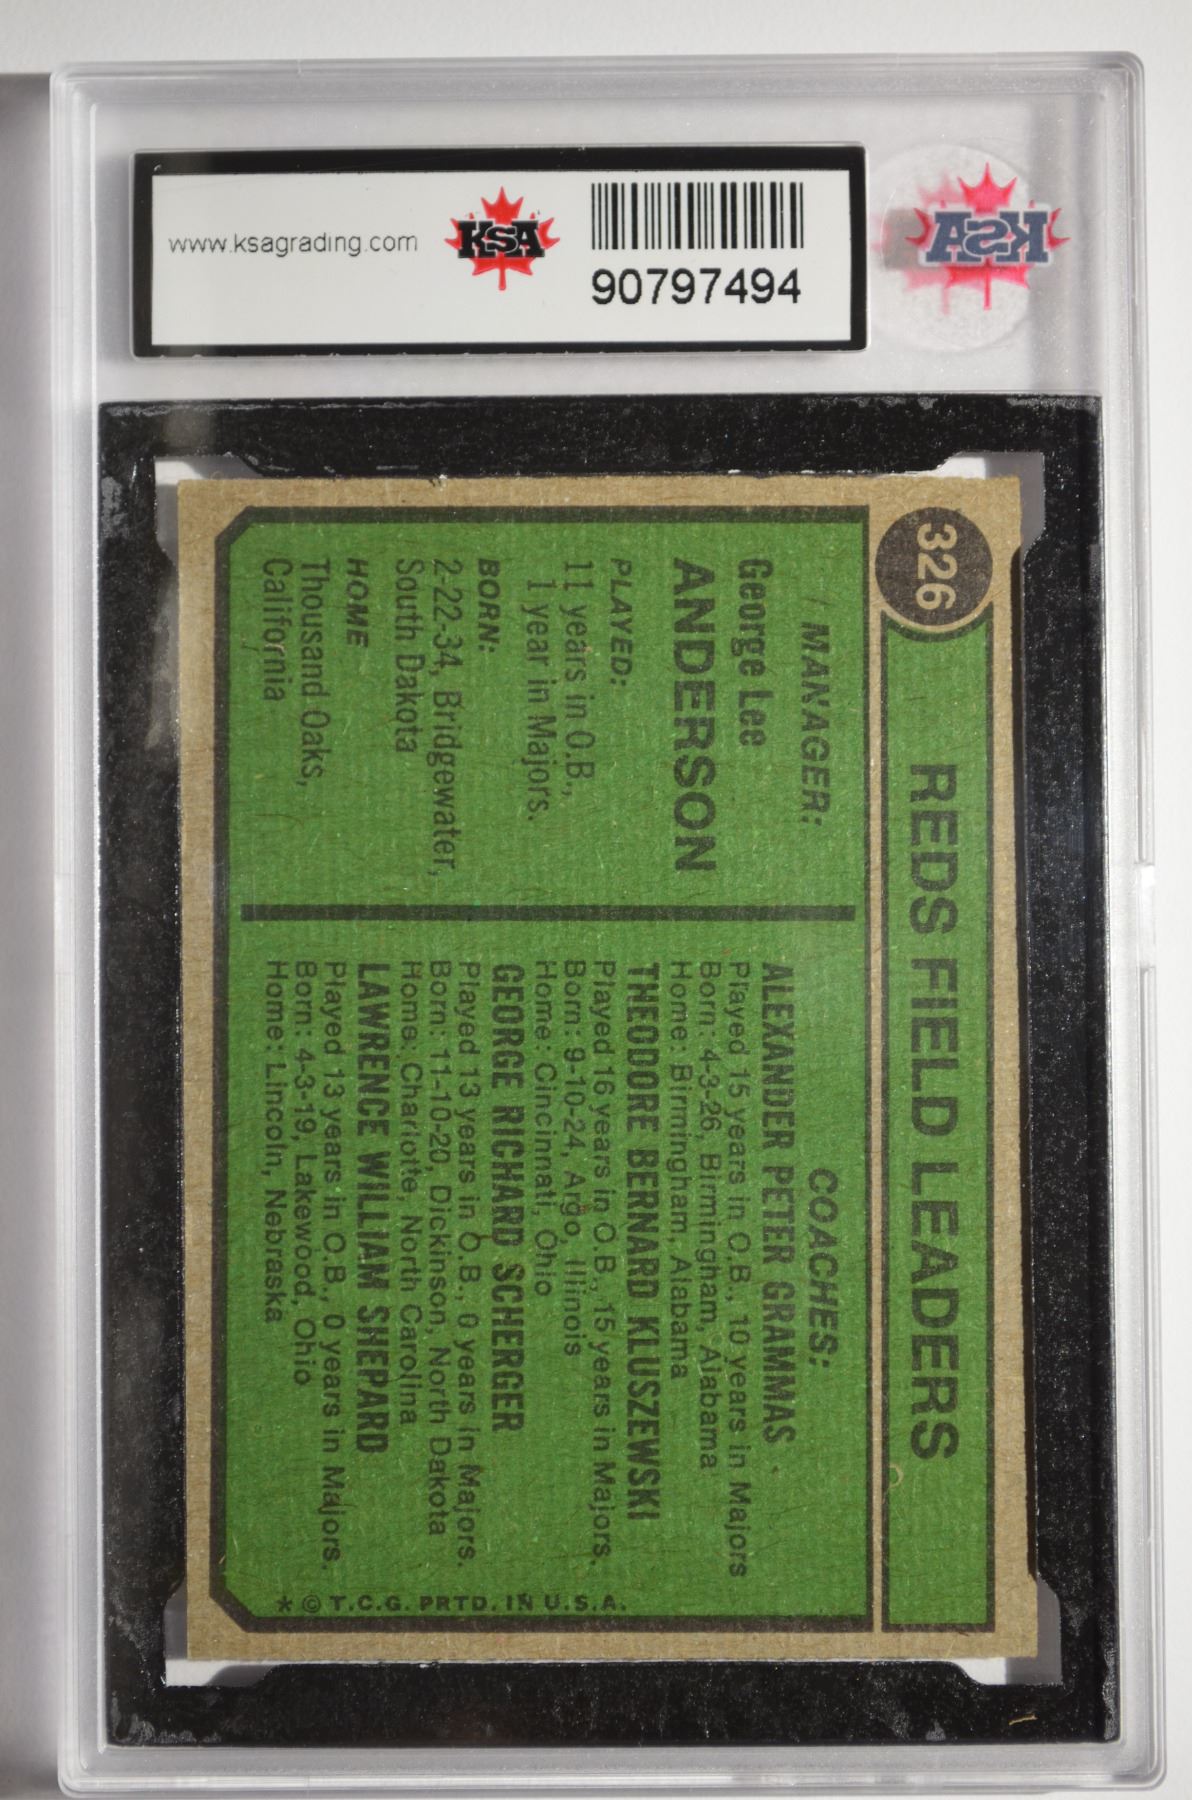 www.ksagrading.com
KSA
90797494
KSA
326
REDS FIELD LEADERS
MANAGER:
George Lee
ANDERSON
PLAYED:
11 years in O.B.,
1 year in Majors.
BORN:
2-22-34, Bridgewater,
South Dakota
HOME
Thousand Oaks,
California
COACHES:
ALEXANDER PETER GRAMMAS
Played 15 years in O.B., 10 years in Majors
Born: 4-3-26, Birmingham, Alabama
Home: Birmingham, Alabama
THEODORE BERNARD KLUSZEWSKI
Played 16 years in O.B., 15 years in Majors.
Born: 9-10-24, Argo, Illinois
Home: Cincinnati, Ohio
GEORGE RICHARD SCHERGER
Played 13 years in O.B., 0 years in Majors.
Born: 11-10-20, Dickinson, North Dakota
Home: Charlotte, North Carolina
LAWRENCE WILLIAM SHEPARD
Played 13 years in O.B., 0 years in Majors.
Born: 4-3-19, Lakewood, Ohio
Home: Lincoln, Nebraska
* © T.C.G. PRTD. IN U.S.A.